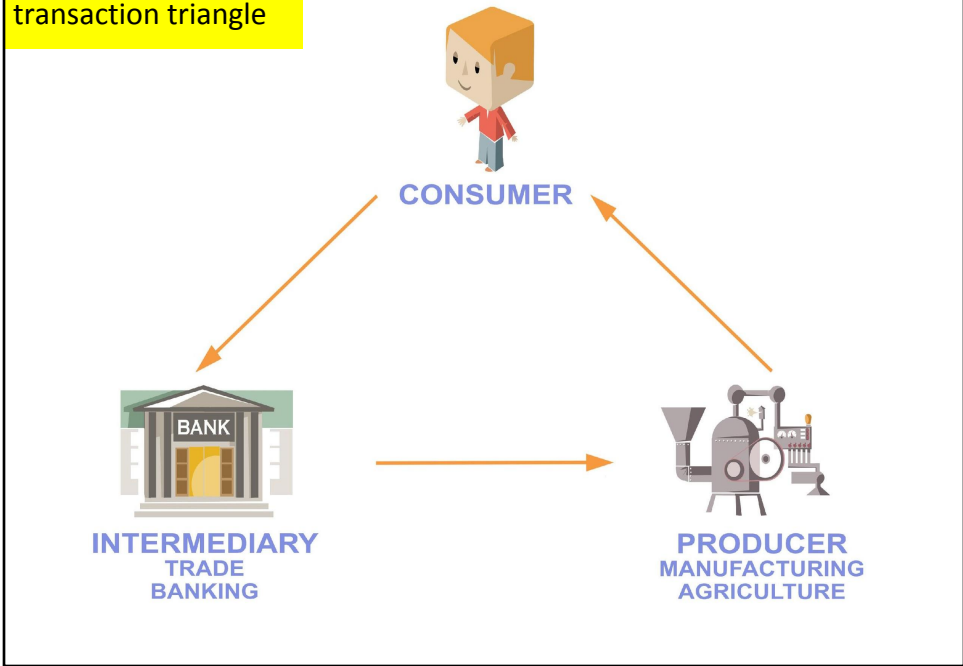 transaction triangle
CONSUMER
BANK
INTERMEDIARY
TRADE
BANKING
PRODUCER
MANUFACTURING
AGRICULTURE